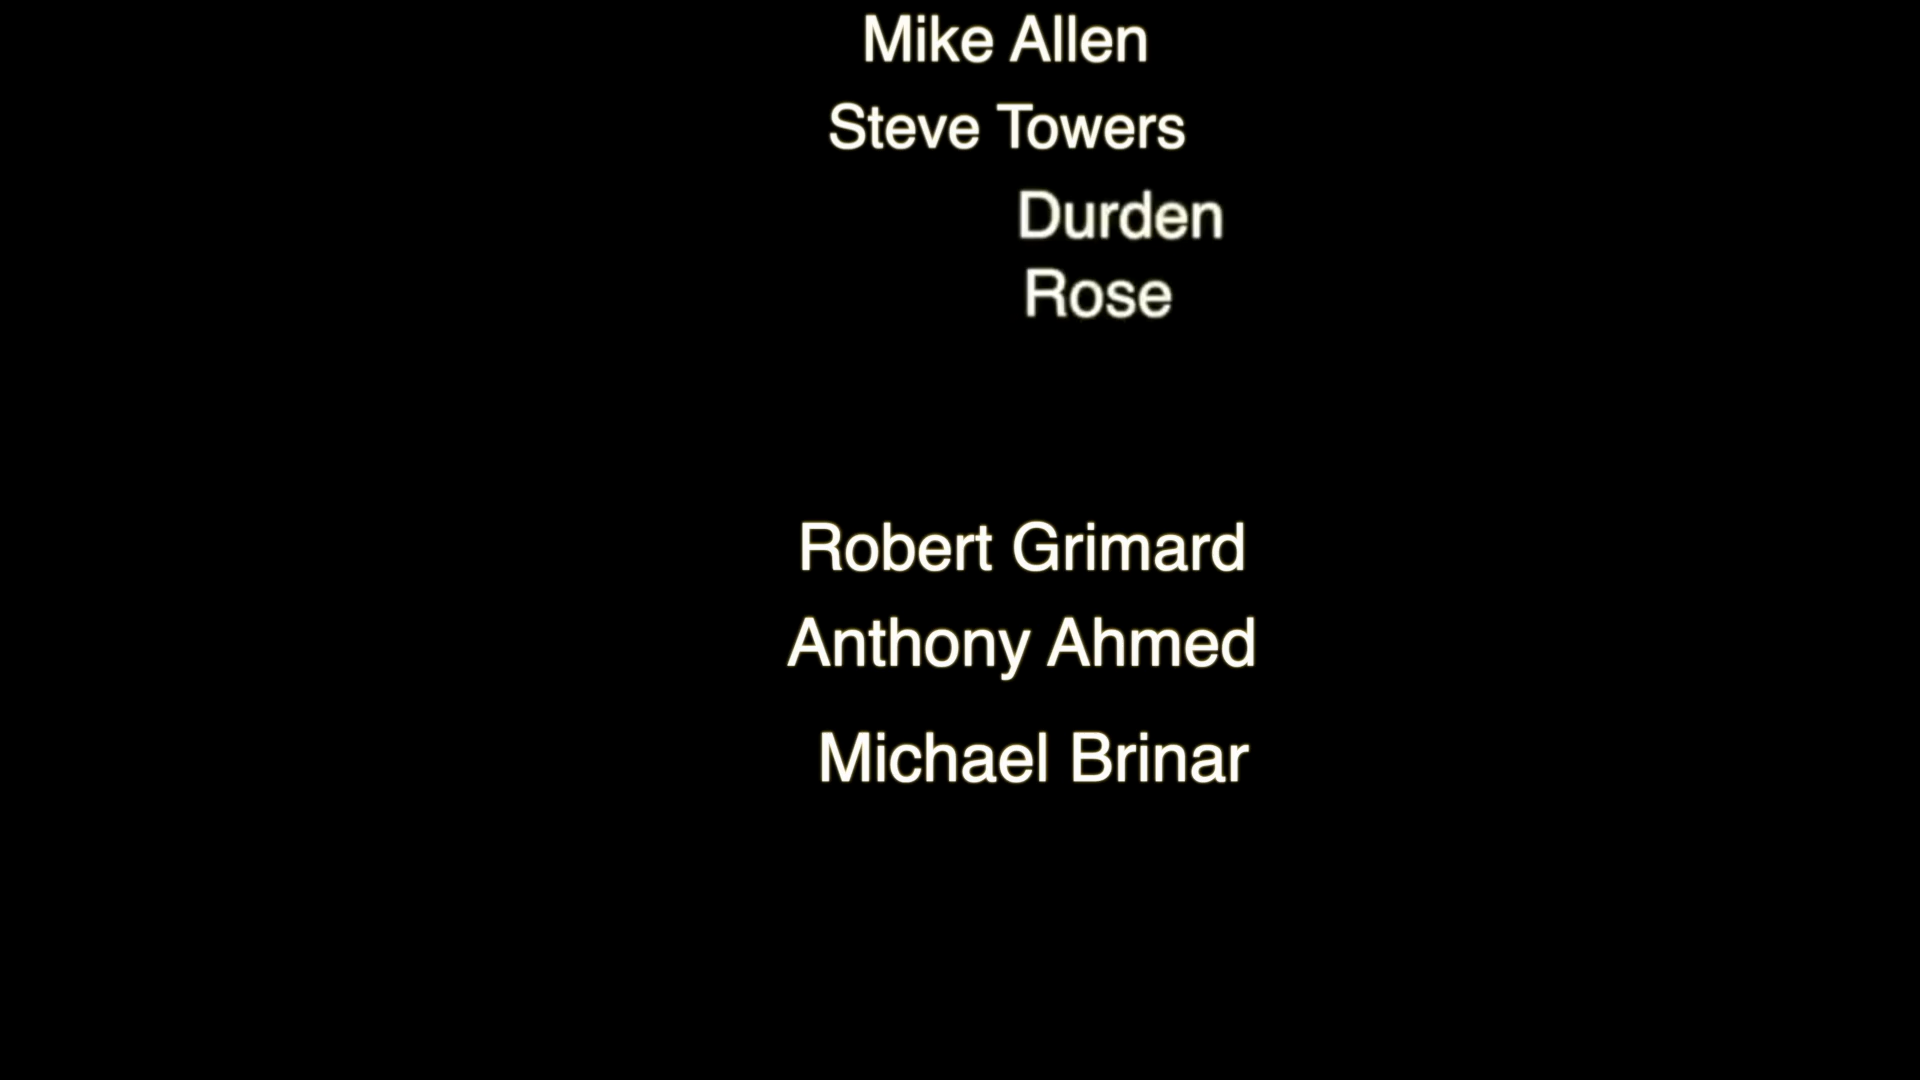 Mike Allen
Steve Towers
Durden
Rose
Robert Grimard
Anthony Ahmed
Michael Brinar